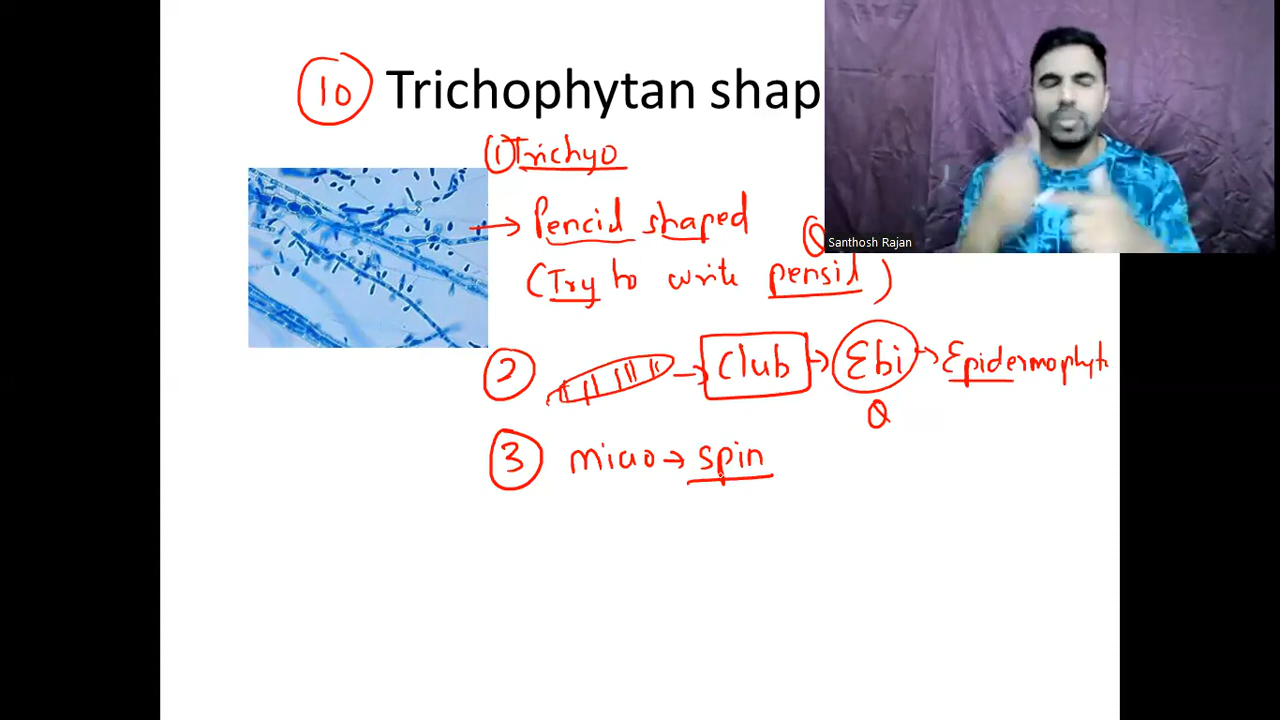 10 Trichophytan shap
① Trichyo
→ Pencil shaped
Q
Santhosh Rajan
(Try to write pensil)
② → Club → Ebi → Epidermophyt
Q
③ micro → spin